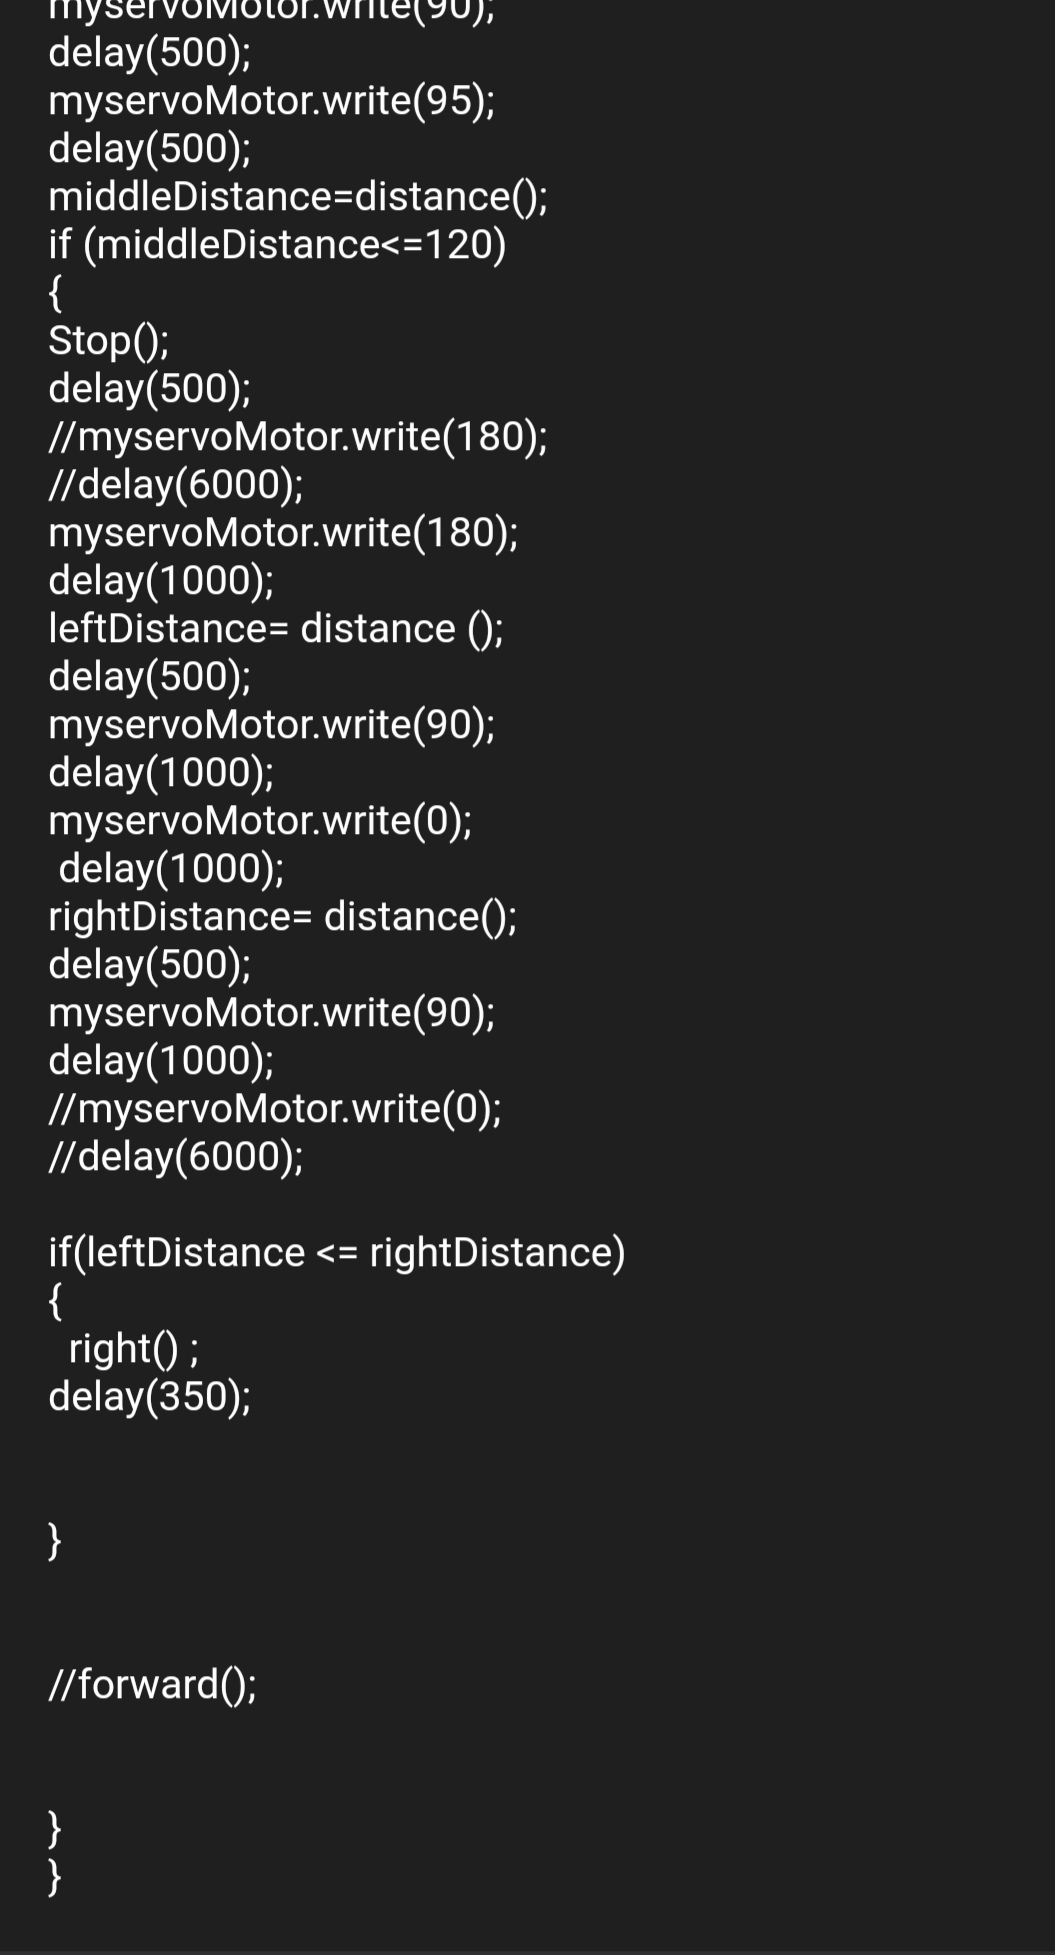 myservoMotor.write(90);
delay(500);
myservoMotor.write(95);
delay(500);
middleDistance=distance();
if (middleDistance<=120)
{
Stop();
delay(500);
//myservoMotor.write(180);
//delay(6000);
myservoMotor.write(180);
delay(1000);
leftDistance= distance ();
delay(500);
myservoMotor.write(90);
delay(1000);
myservoMotor.write(0);
delay(1000);
rightDistance= distance();
delay(500);
myservoMotor.write(90);
delay(1000);
//myservoMotor.write(0);
//delay(6000);
if(leftDistance <= rightDistance)
{
right() ;
delay(350);
}
//forward();
}
}